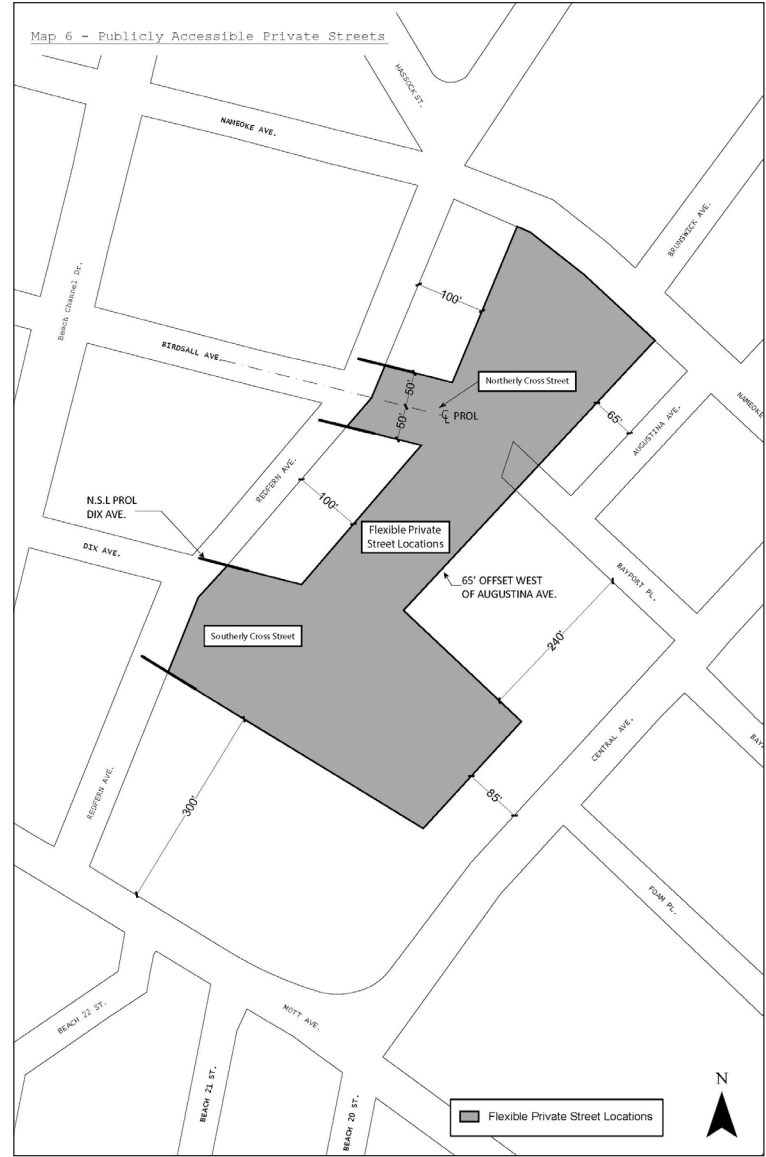 Map 6 - Publicly Accessible Private Streets
HASSOCK ST.
NAMEOKE AVE.
BRUNSWICK AVE.
Beach Channel Dr.
100'
BIRDSALL AVE.
50'
Northerly Cross Street
50'
℄ PROL
65'
NAMEOKE
AUGUSTINA AVE.
REDFERN AVE.
N.S.L PROL
DIX AVE.
100'
Flexible Private
Street Locations
DIX AVE.
65' OFFSET WEST
OF AUGUSTINA AVE.
BAYPORT PL.
Southerly Cross Street
240'
CENTRAL AVE.
BAY
REDFERN AVE.
300'
85'
FOAM PL.
BEACH 22 ST.
MOTT AVE.
BEACH 21 ST.
BEACH 20 ST.
N
Flexible Private Street Locations